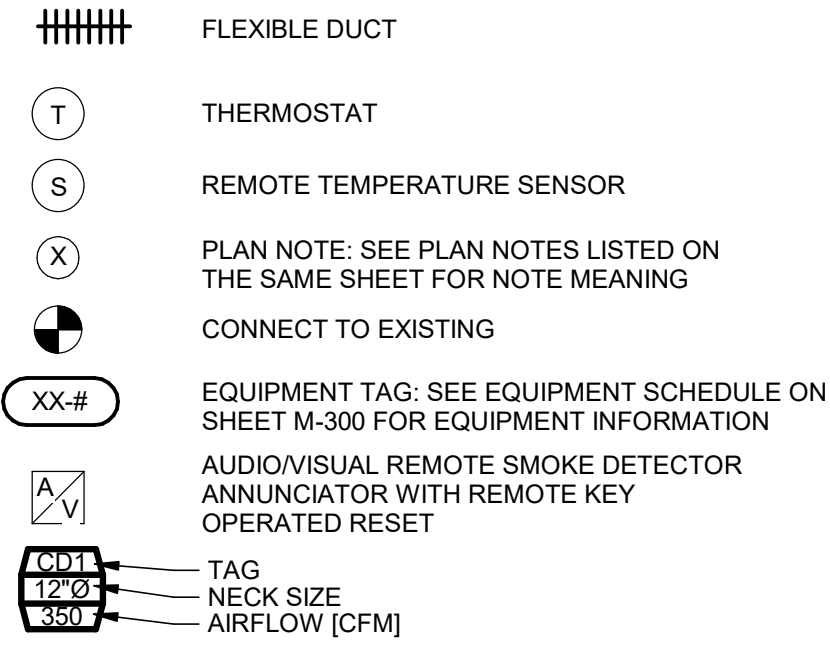 FLEXIBLE DUCT
T THERMOSTAT
S REMOTE TEMPERATURE SENSOR
X PLAN NOTE: SEE PLAN NOTES LISTED ON
THE SAME SHEET FOR NOTE MEANING
CONNECT TO EXISTING
XX-# EQUIPMENT TAG: SEE EQUIPMENT SCHEDULE ON
SHEET M-300 FOR EQUIPMENT INFORMATION
A/V AUDIO/VISUAL REMOTE SMOKE DETECTOR
ANNUNCIATOR WITH REMOTE KEY
OPERATED RESET
CD1 TAG
12"Ø NECK SIZE
350 AIRFLOW [CFM]